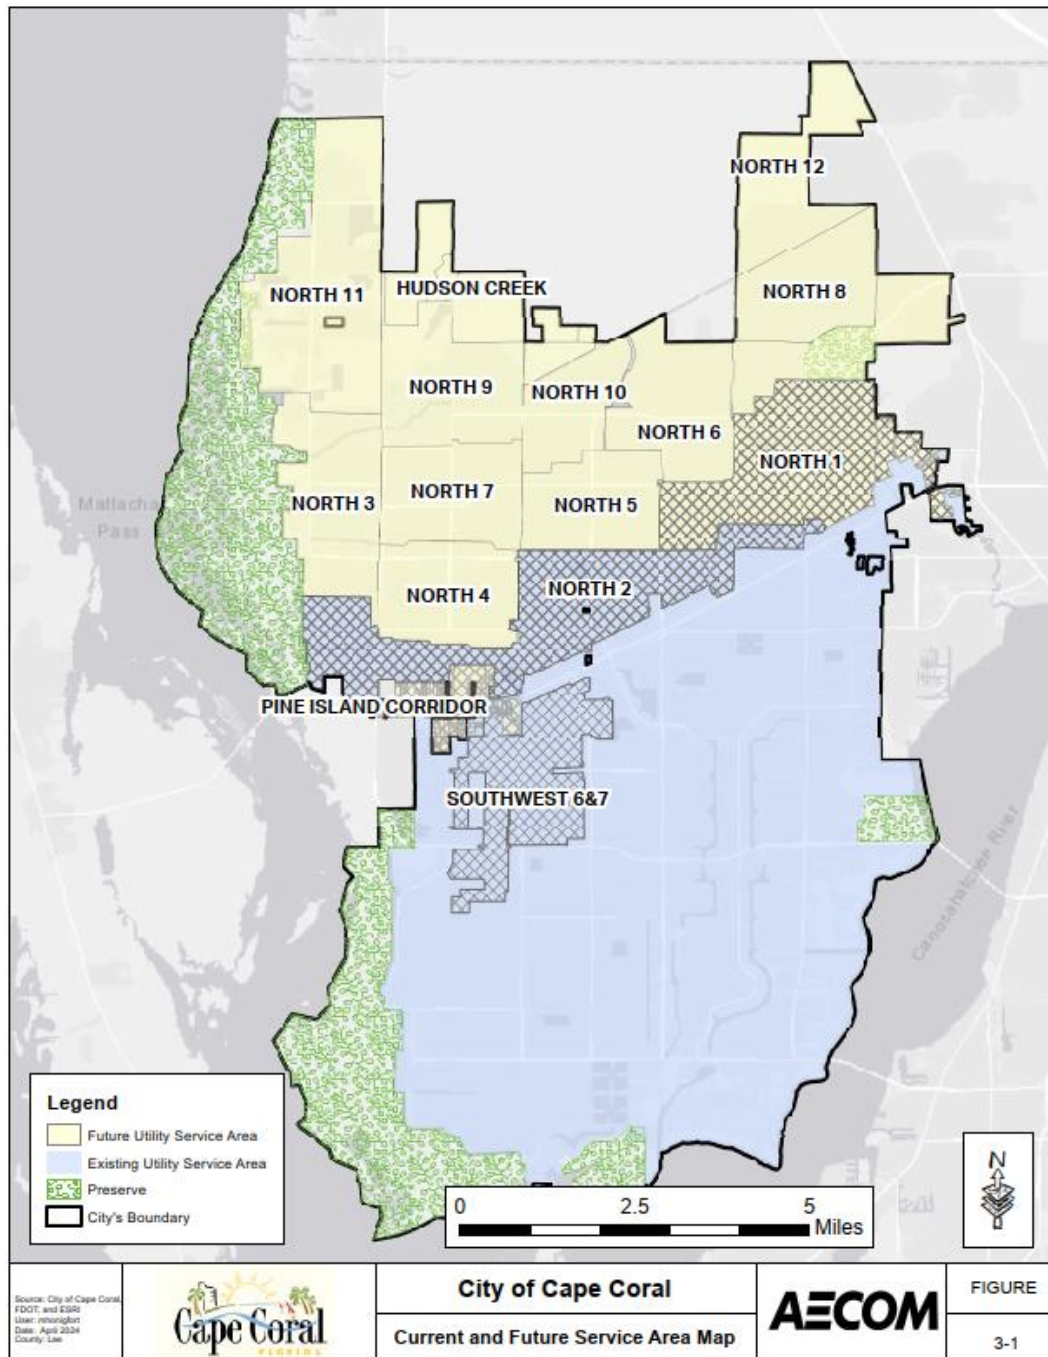 NORTH 12
NORTH 11
HUDSON CREEK
NORTH 8
NORTH 9
NORTH 10
NORTH 6
NORTH 1
NORTH 3
NORTH 7
NORTH 5
Matlacha
Pass
NORTH 4
NORTH 2
PINE ISLAND CORRIDOR
SOUTHWEST 6&7
Caloosahatchee River
Legend
Future Utility Service Area
Existing Utility Service Area
Preserve
City's Boundary
0 2.5 5
Miles
N
Source: City of Cape Coral,
FDOT, and ESRI
User: mhonigfort
Date: April 2024
County: Lee
Cape Coral
FLORIDA
City of Cape Coral
Current and Future Service Area Map
AECOM
FIGURE
3-1